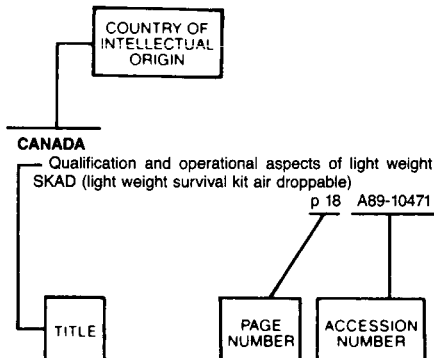 COUNTRY OF
INTELLECTUAL
ORIGIN
CANADA
Qualification and operational aspects of light weight
SKAD (light weight survival kit air droppable)
p 18 A89-10471
TITLE
PAGE
NUMBER
ACCESSION
NUMBER